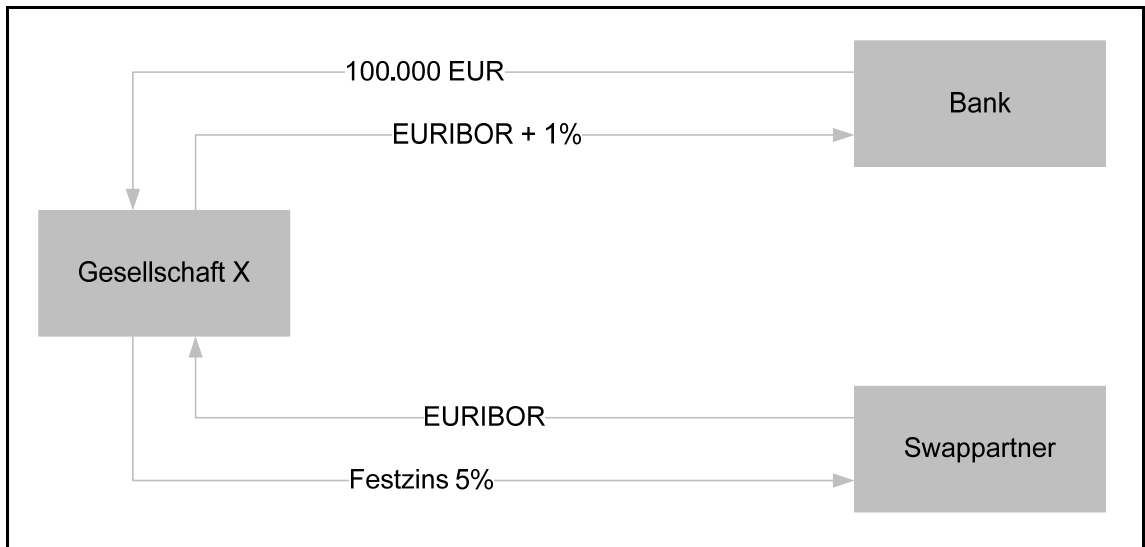 100.000 EUR
Bank
EURIBOR + 1%
Gesellschaft X
EURIBOR
Swappartner
Festzins 5%